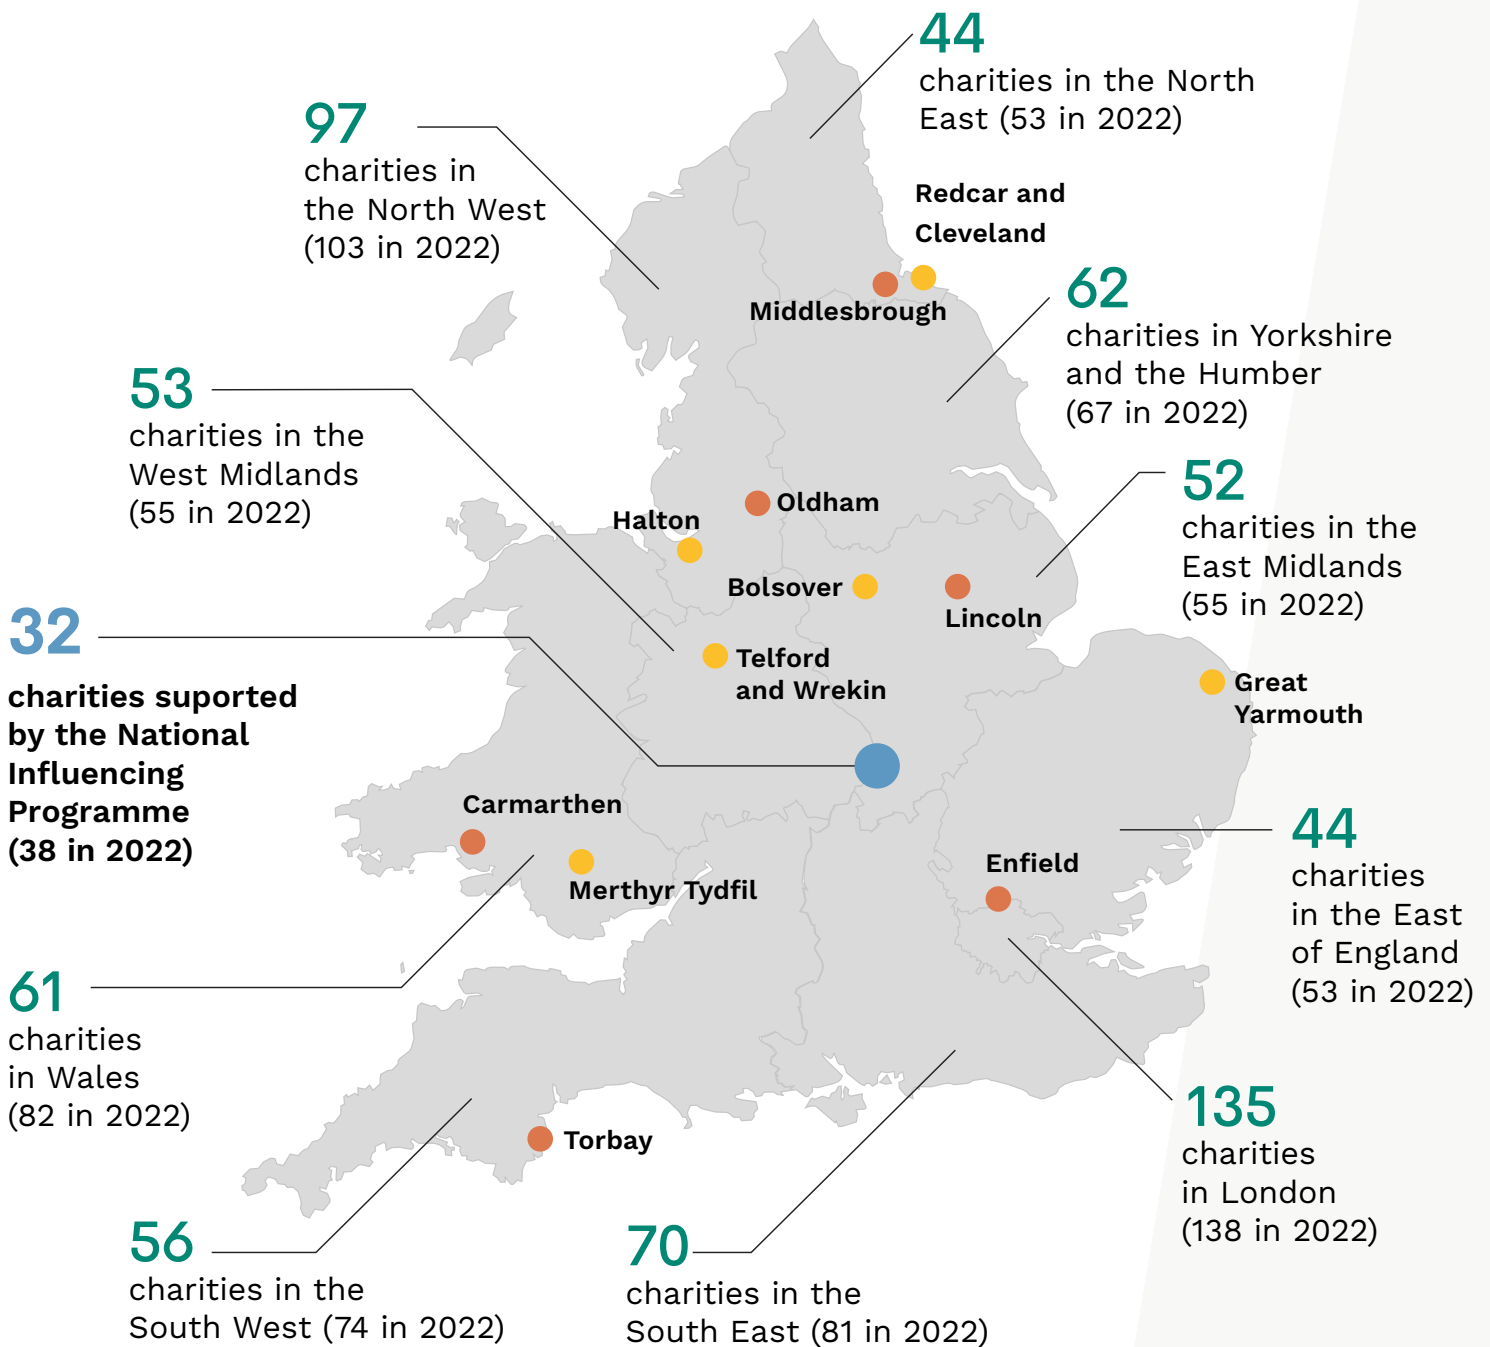 44
charities in the North
East (53 in 2022)
97
charities in
the North West
(103 in 2022)
Redcar and
Cleveland
Middlesbrough
62
charities in Yorkshire
and the Humber
(67 in 2022)
53
charities in the
West Midlands
(55 in 2022)
52
charities in the
East Midlands
(55 in 2022)
Oldham
Halton
Bolsover
Lincoln
32
charities suported
by the National
Influencing
Programme
(38 in 2022)
Telford
and Wrekin
Great
Yarmouth
Carmarthen
Merthyr Tydfil
Enfield
44
charities
in the East
of England
(53 in 2022)
61
charities
in Wales
(82 in 2022)
135
charities
in London
(138 in 2022)
Torbay
56
charities in the
South West (74 in 2022)
70
charities in the
South East (81 in 2022)